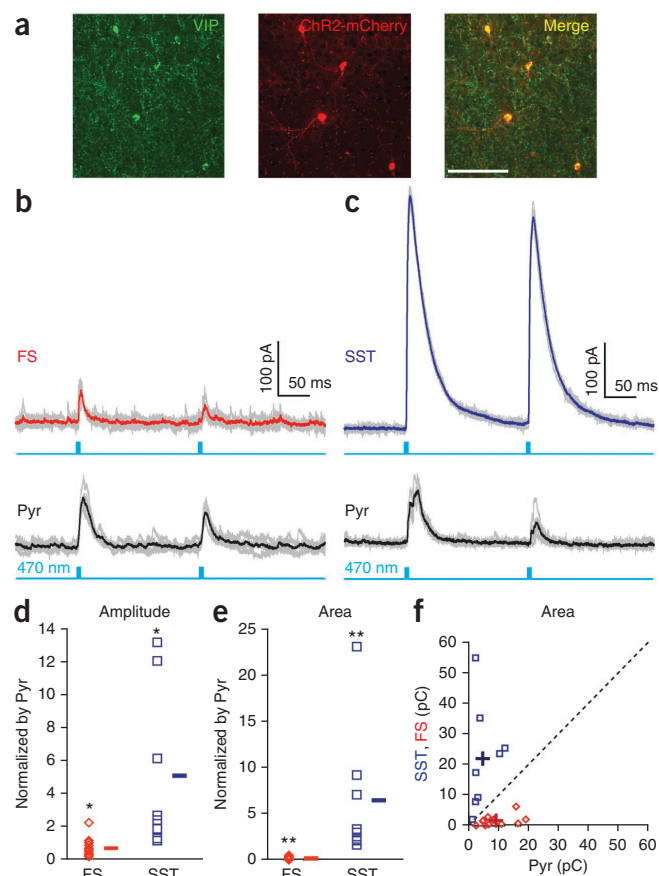 a
VIP
ChR2-mCherry
Merge
b
c
FS
100 pA
50 ms
SST
100 pA
50 ms
Pyr
470 nm
Pyr
470 nm
d
Amplitude
Normalized by Pyr
14
12
10
8
6
4
2
0
*
*
FS
SST
e
Area
Normalized by Pyr
25
20
15
10
5
0
**
**
FS
SST
f
Area
SST, FS (pC)
60
50
40
30
20
10
0
0 10 20 30 40 50 60
Pyr (pC)